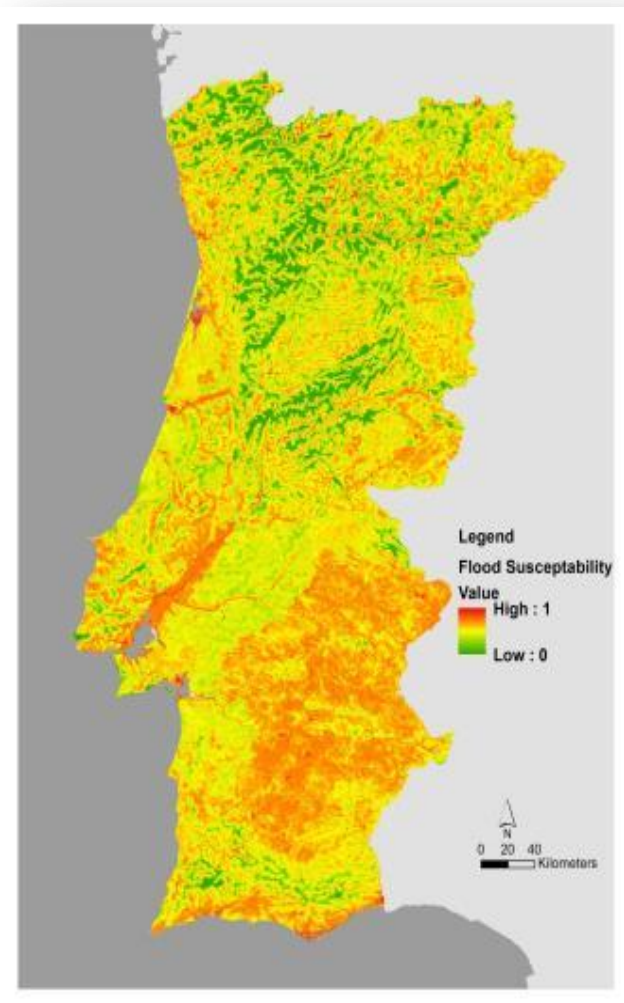 Legend
Flood Susceptability
Value
High : 1
Low : 0
N
0 20 40
Kilometers